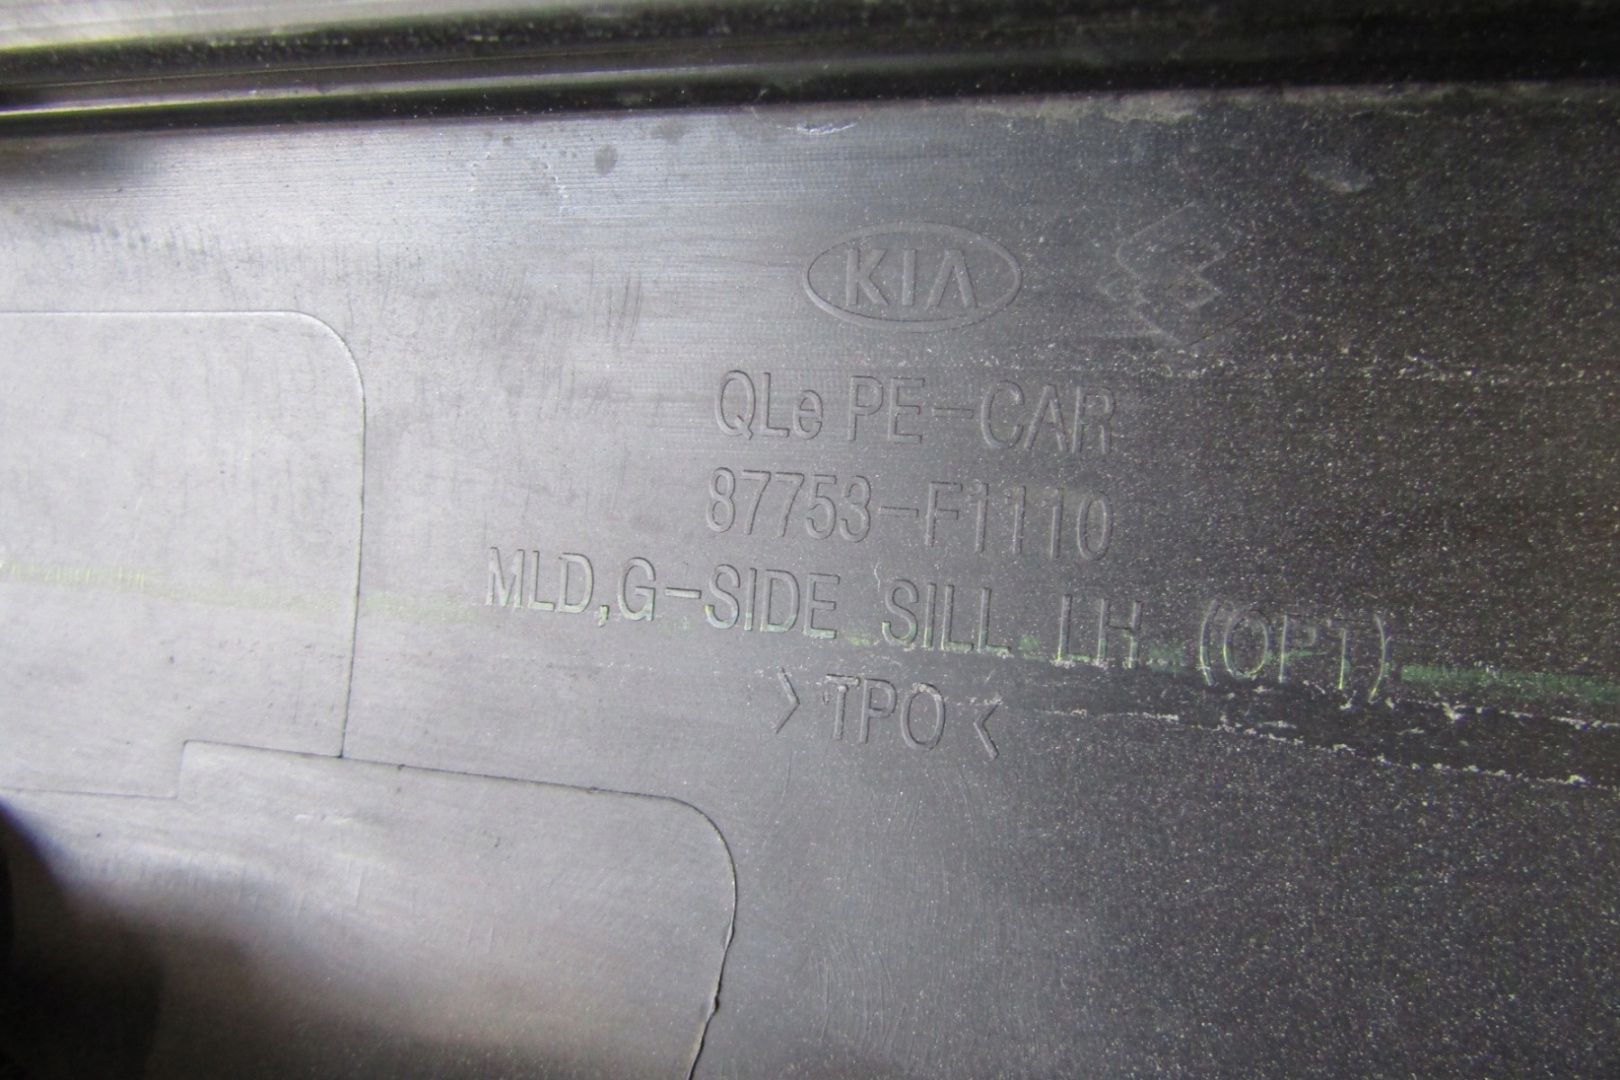 KIA
QLe PE-CAR
87753-F1110
MLD,G-SIDE SILL LH (OPT)
>TPO<